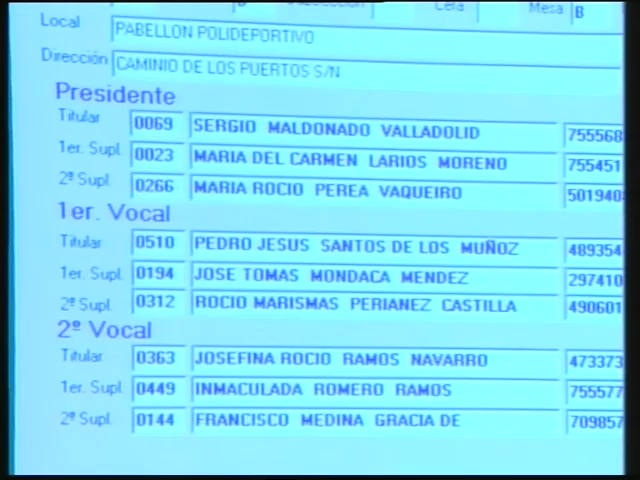 Cera Mesa B
Local PABELLON POLIDEPORTIVO
Dirección CAMINIO DE LOS PUERTOS S/N
Presidente
Titular 0069 SERGIO MALDONADO VALLADOLID 755568
1er. Supl. 0023 MARIA DEL CARMEN LARIOS MORENO 755451
2º Supl. 0266 MARIA ROCIO PEREA VAQUEIRO 501940
1er. Vocal
Titular 0510 PEDRO JESUS SANTOS DE LOS MUÑOZ 489354
1er. Supl. 0194 JOSE TOMAS MONDACA MENDEZ 297410
2º Supl. 0312 ROCIO MARISMAS PERIANEZ CASTILLA 490601
2º Vocal
Titular 0363 JOSEFINA ROCIO RAMOS NAVARRO 473373
1er. Supl. 0449 INMACULADA ROMERO RAMOS 755577
2º Supl. 0144 FRANCISCO MEDINA GRACIA DE 709857